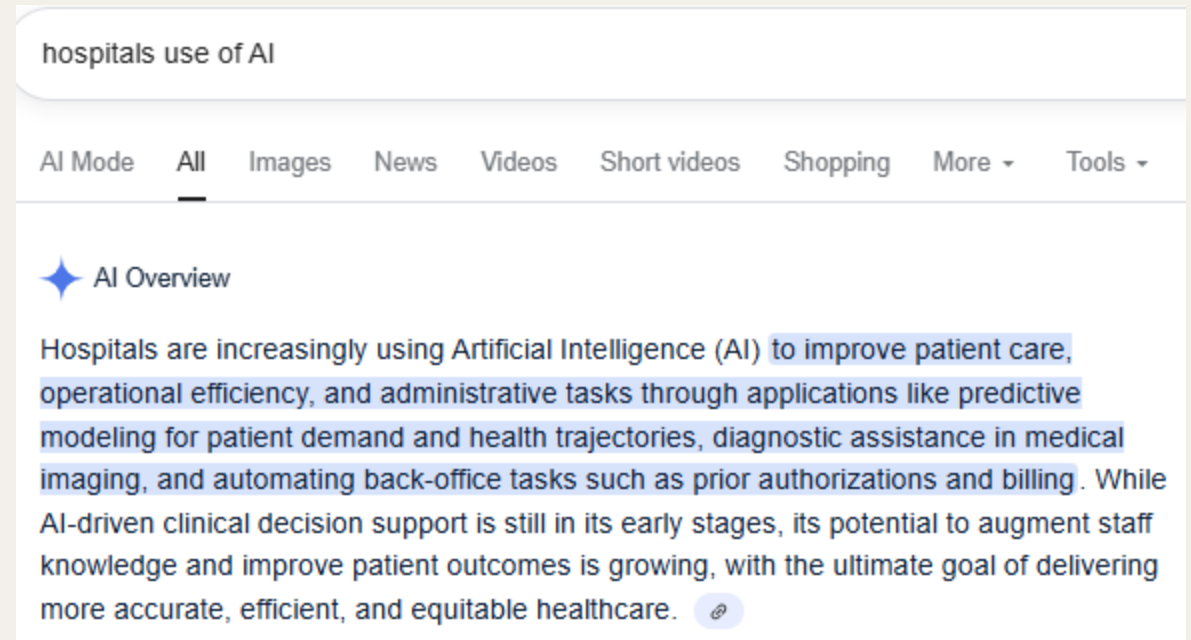 hospitals use of AI
AI Mode All Images News Videos Short videos Shopping More Tools
AI Overview
Hospitals are increasingly using Artificial Intelligence (AI) to improve patient care,
operational efficiency, and administrative tasks through applications like predictive
modeling for patient demand and health trajectories, diagnostic assistance in medical
imaging, and automating back-office tasks such as prior authorizations and billing. While
AI-driven clinical decision support is still in its early stages, its potential to augment staff
knowledge and improve patient outcomes is growing, with the ultimate goal of delivering
more accurate, efficient, and equitable healthcare.